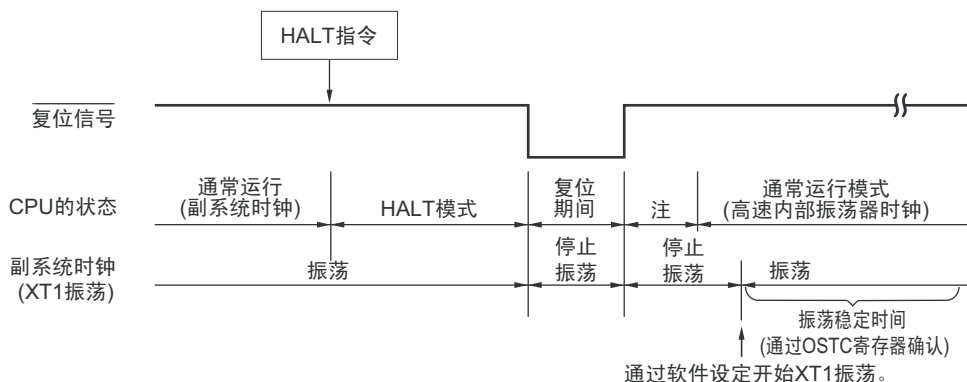 HALT指令
复位信号
CPU的状态
通常运行
(副系统时钟)
HALT模式
复位
期间
注
通常运行模式
(高速内部振荡器时钟)
副系统时钟
(XT1振荡)
振荡
停止
振荡
停止
振荡
振荡
振荡稳定时间
(通过OSTC寄存器确认)
通过软件设定开始XT1振荡。